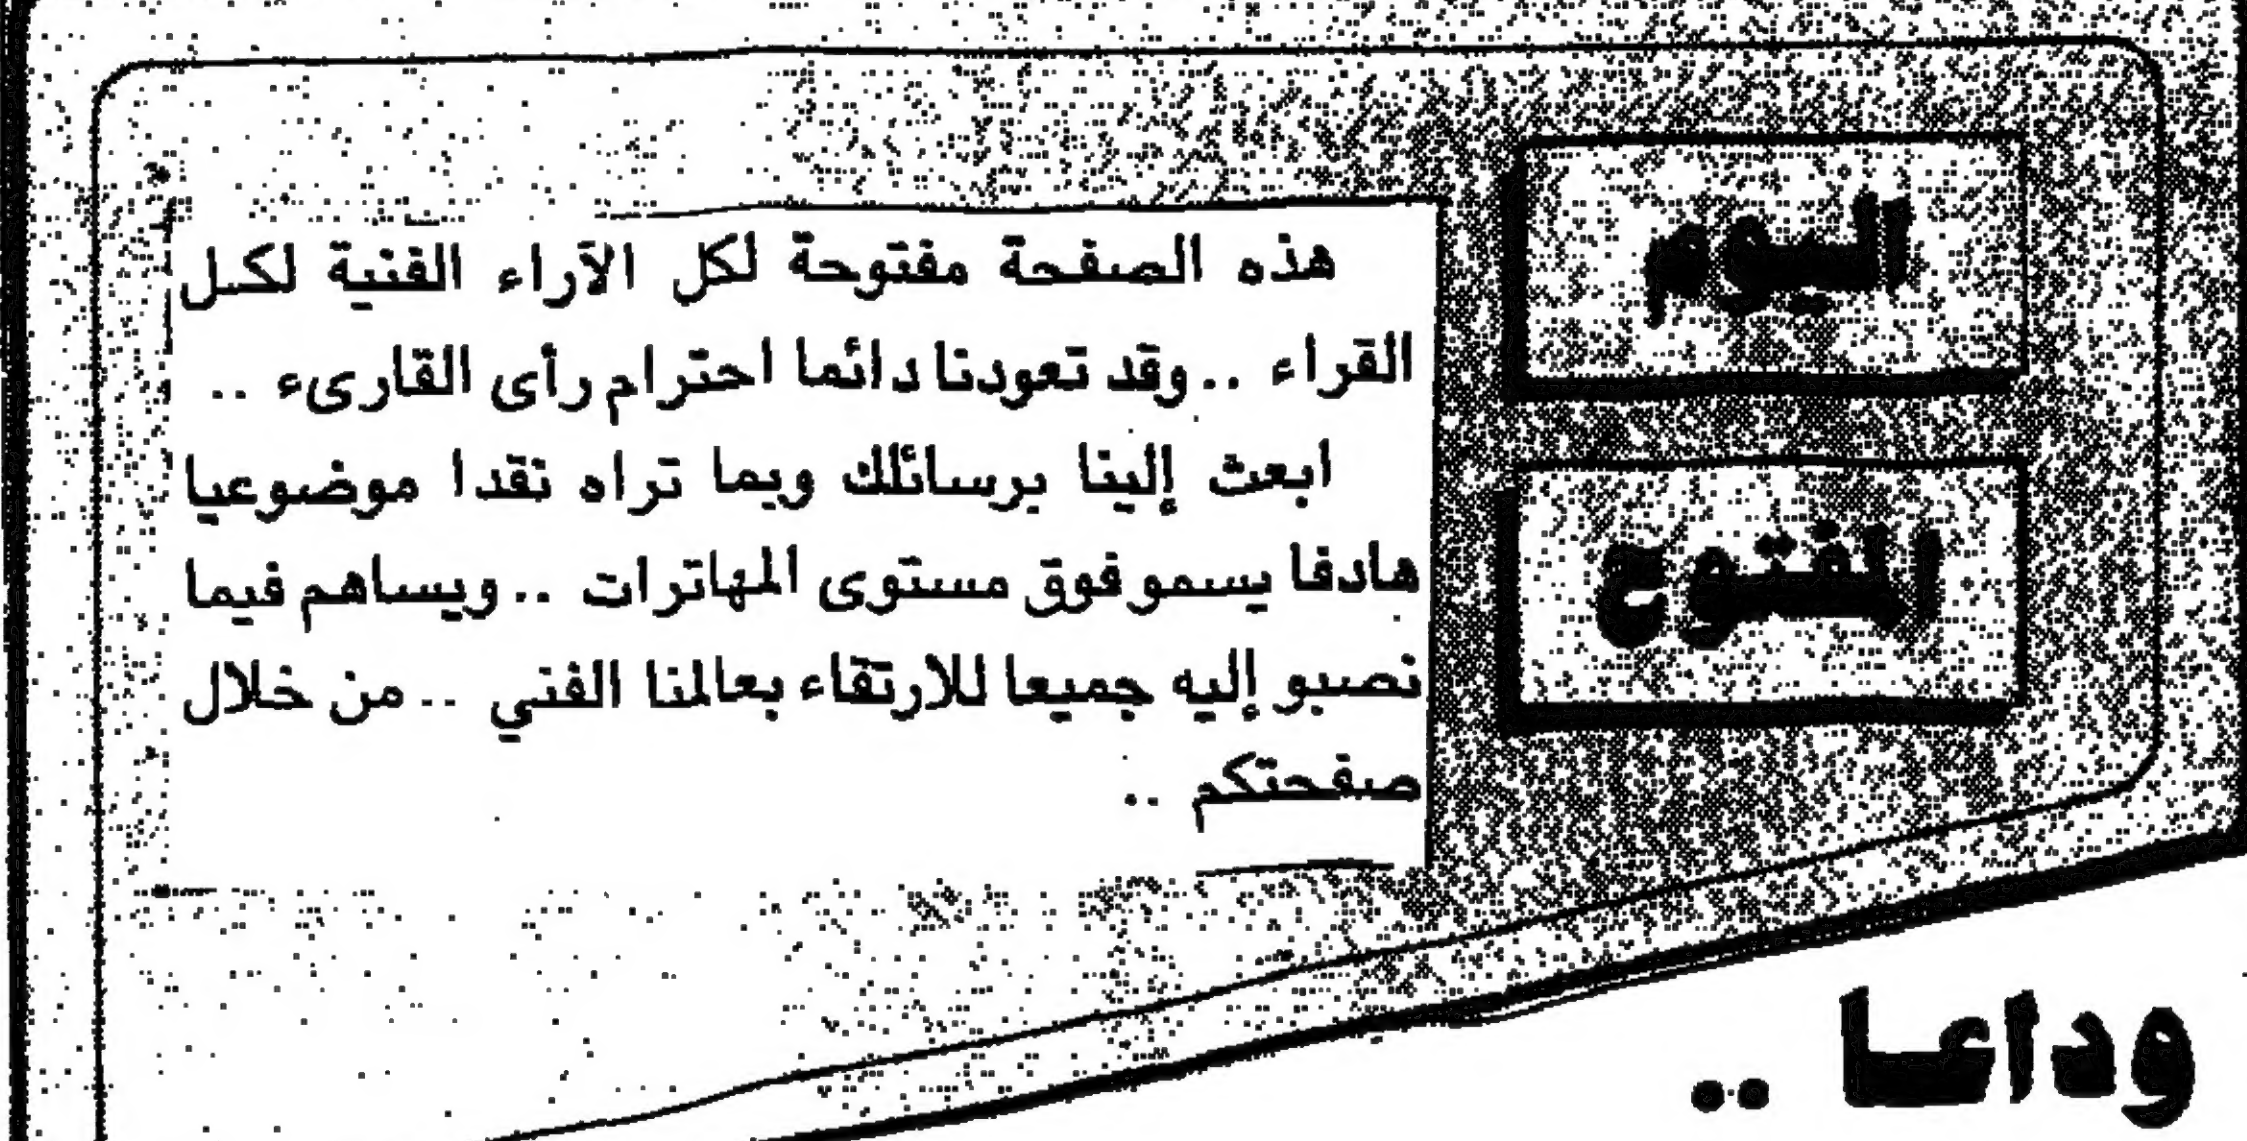 اليوم
المفتوح
هذه الصفحة مفتوحة لكل الآراء الفنية لكل
القراء .. وقد تعودنا دائما احترام رأى القارىء ..
ابعث إلينا برسائلك وبما تراه نقدا موضوعيا
هادفا يسمو فوق مستوى المهاترات .. ويساهم فيما
نصبو إليه جميعا للارتقاء بعالمنا الفني .. من خلال
صفحتكم ..
وداعا ..